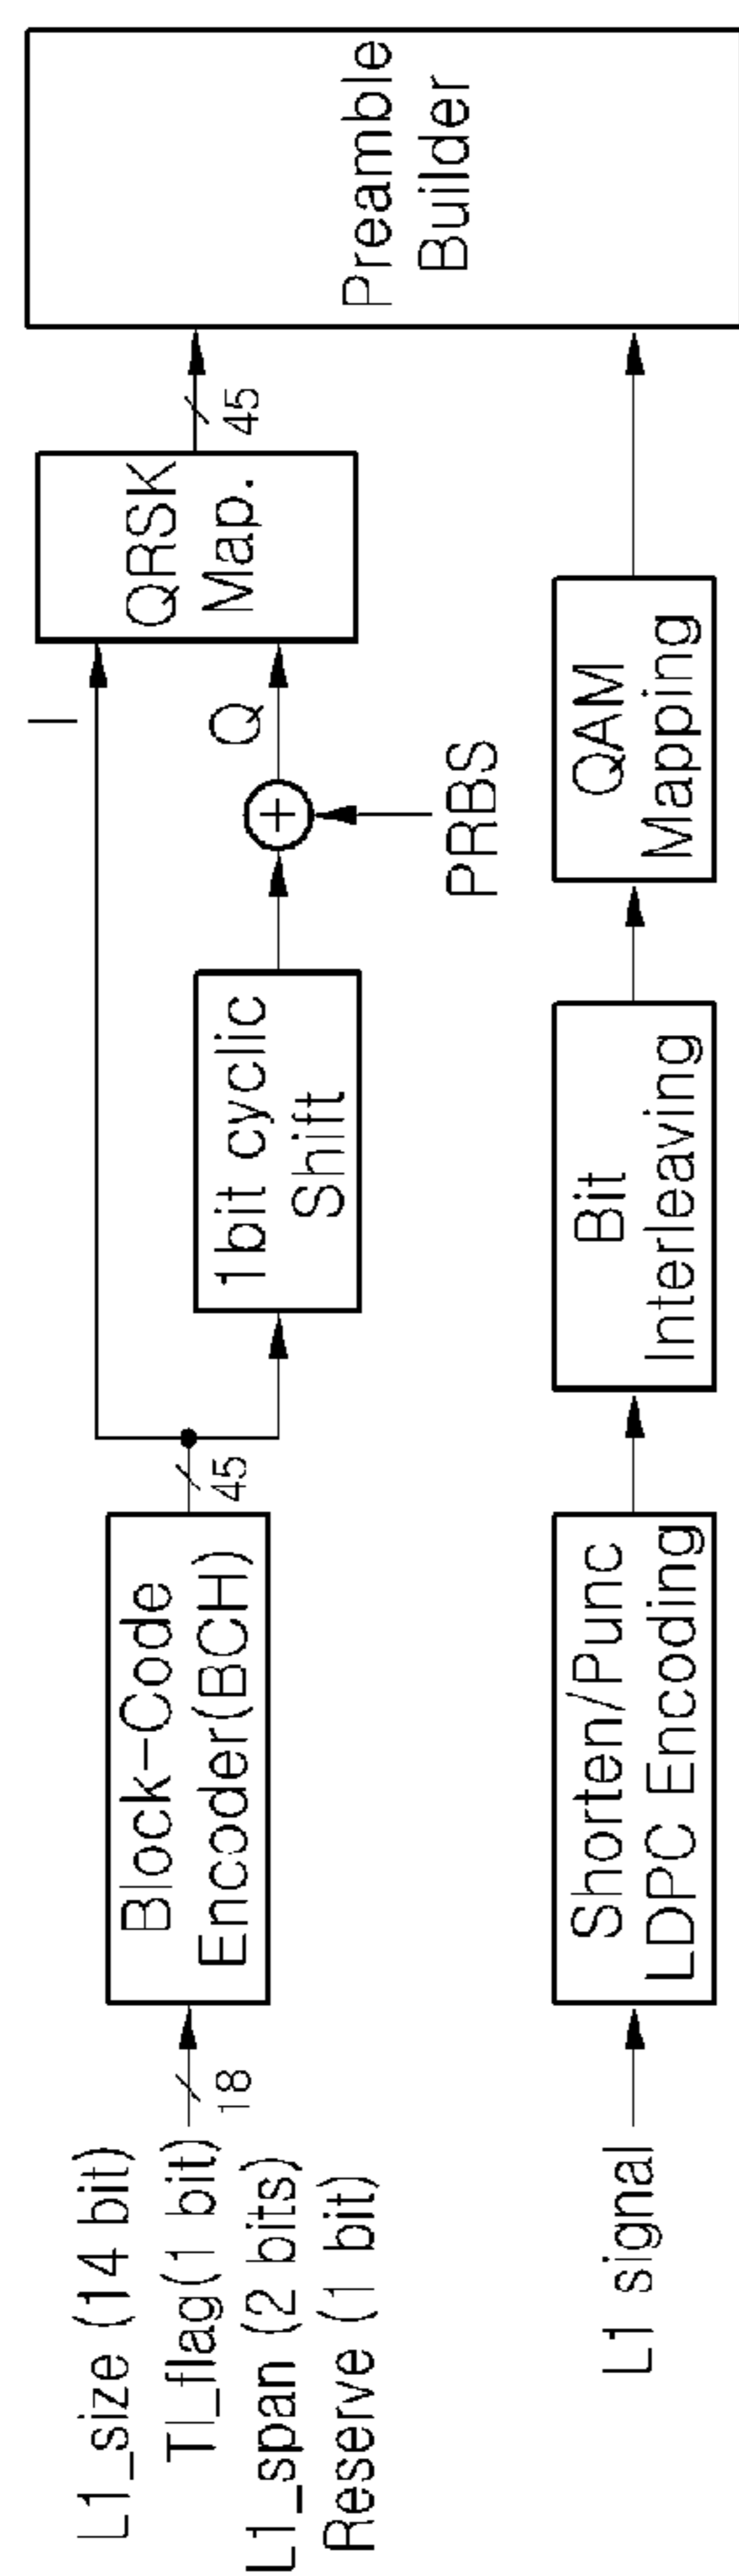 L1_size (14 bit)
TI_flag(1 bit)
L1_span (2 bits)
Reserve (1 bit)
18
Block-Code
Encoder(BCH)
45
1bit cyclic
Shift
PRBS
I
Q
QRSK
Map.
45
Preamble
Builder
L1 signal
Shorten/Punc
LDPC Encoding
Bit
Interleaving
QAM
Mapping